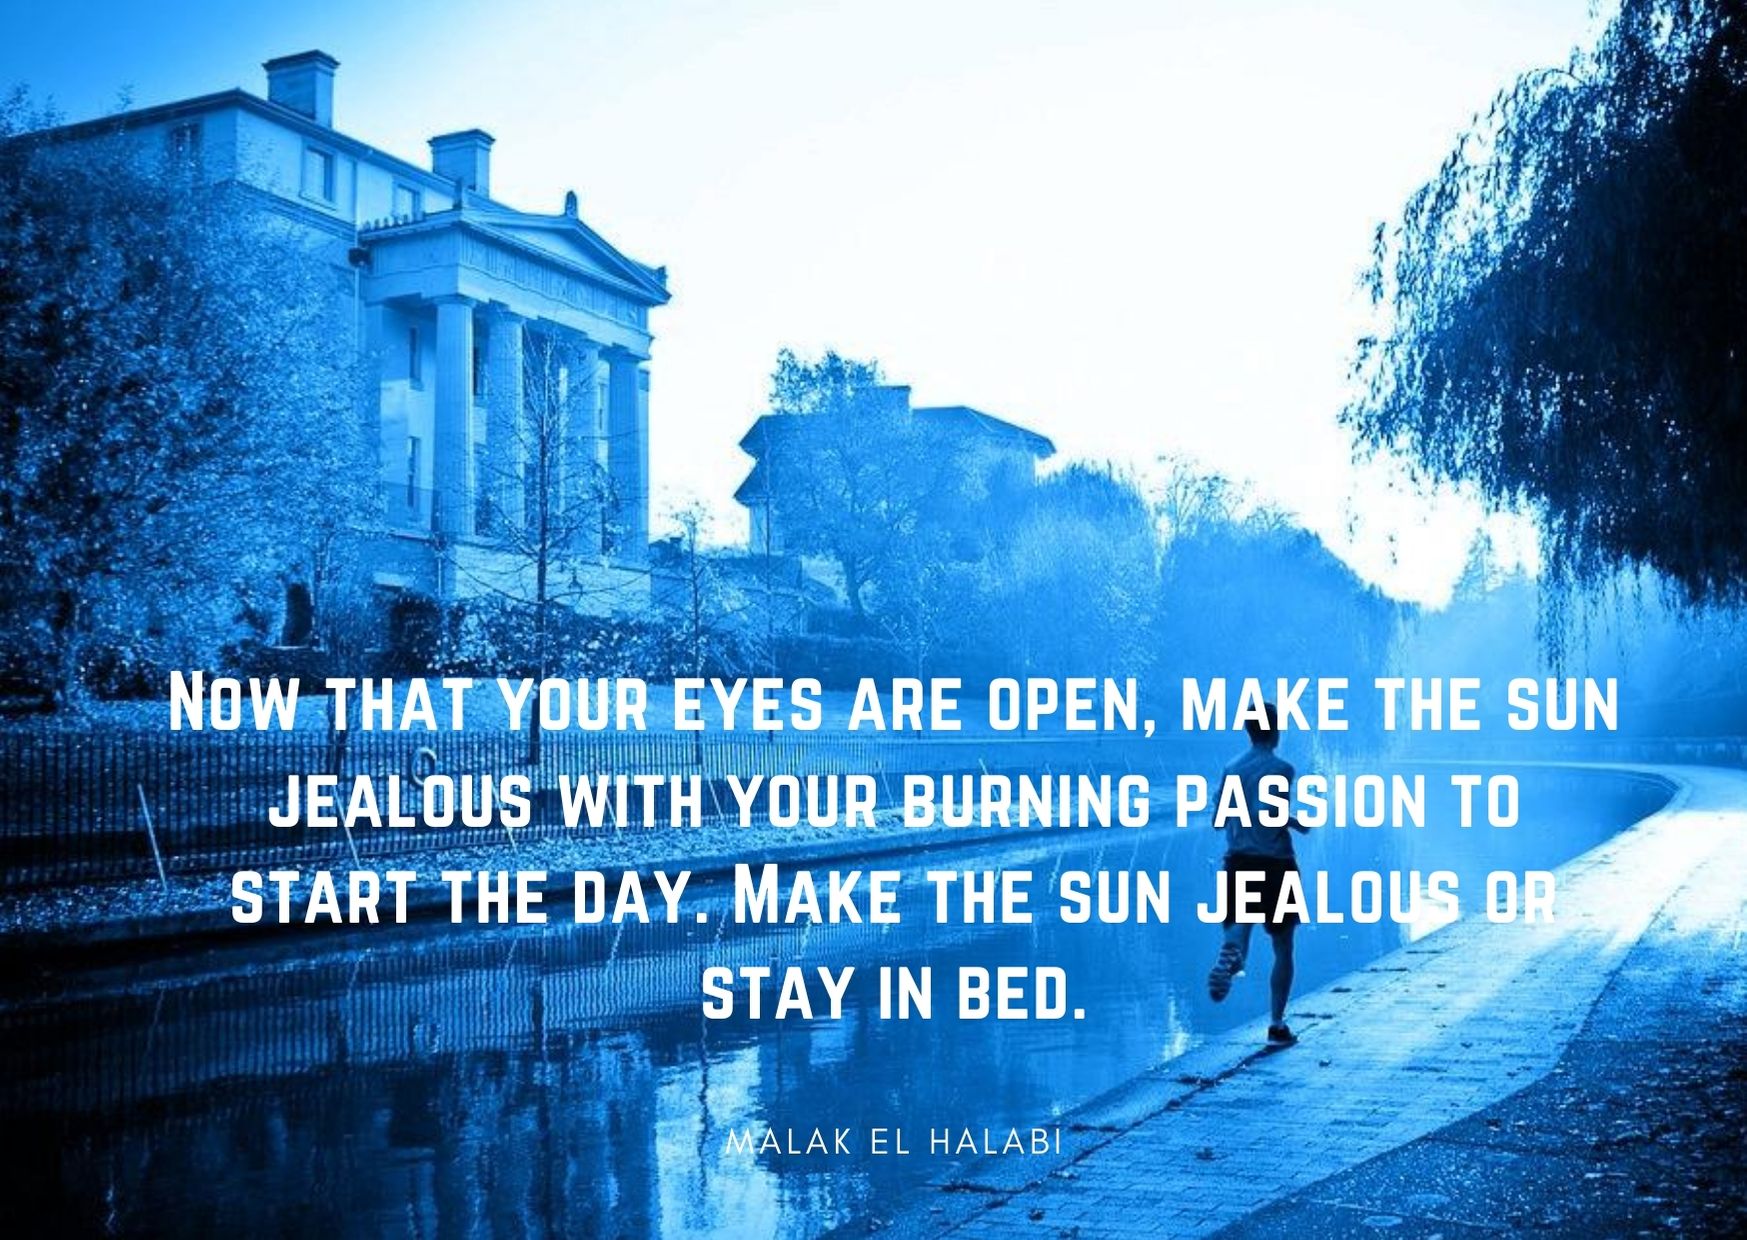 Now that your eyes are open, make the sun
jealous with your burning passion to
start the day. Make the sun jealous or
stay in bed.
MALAK EL HALABI